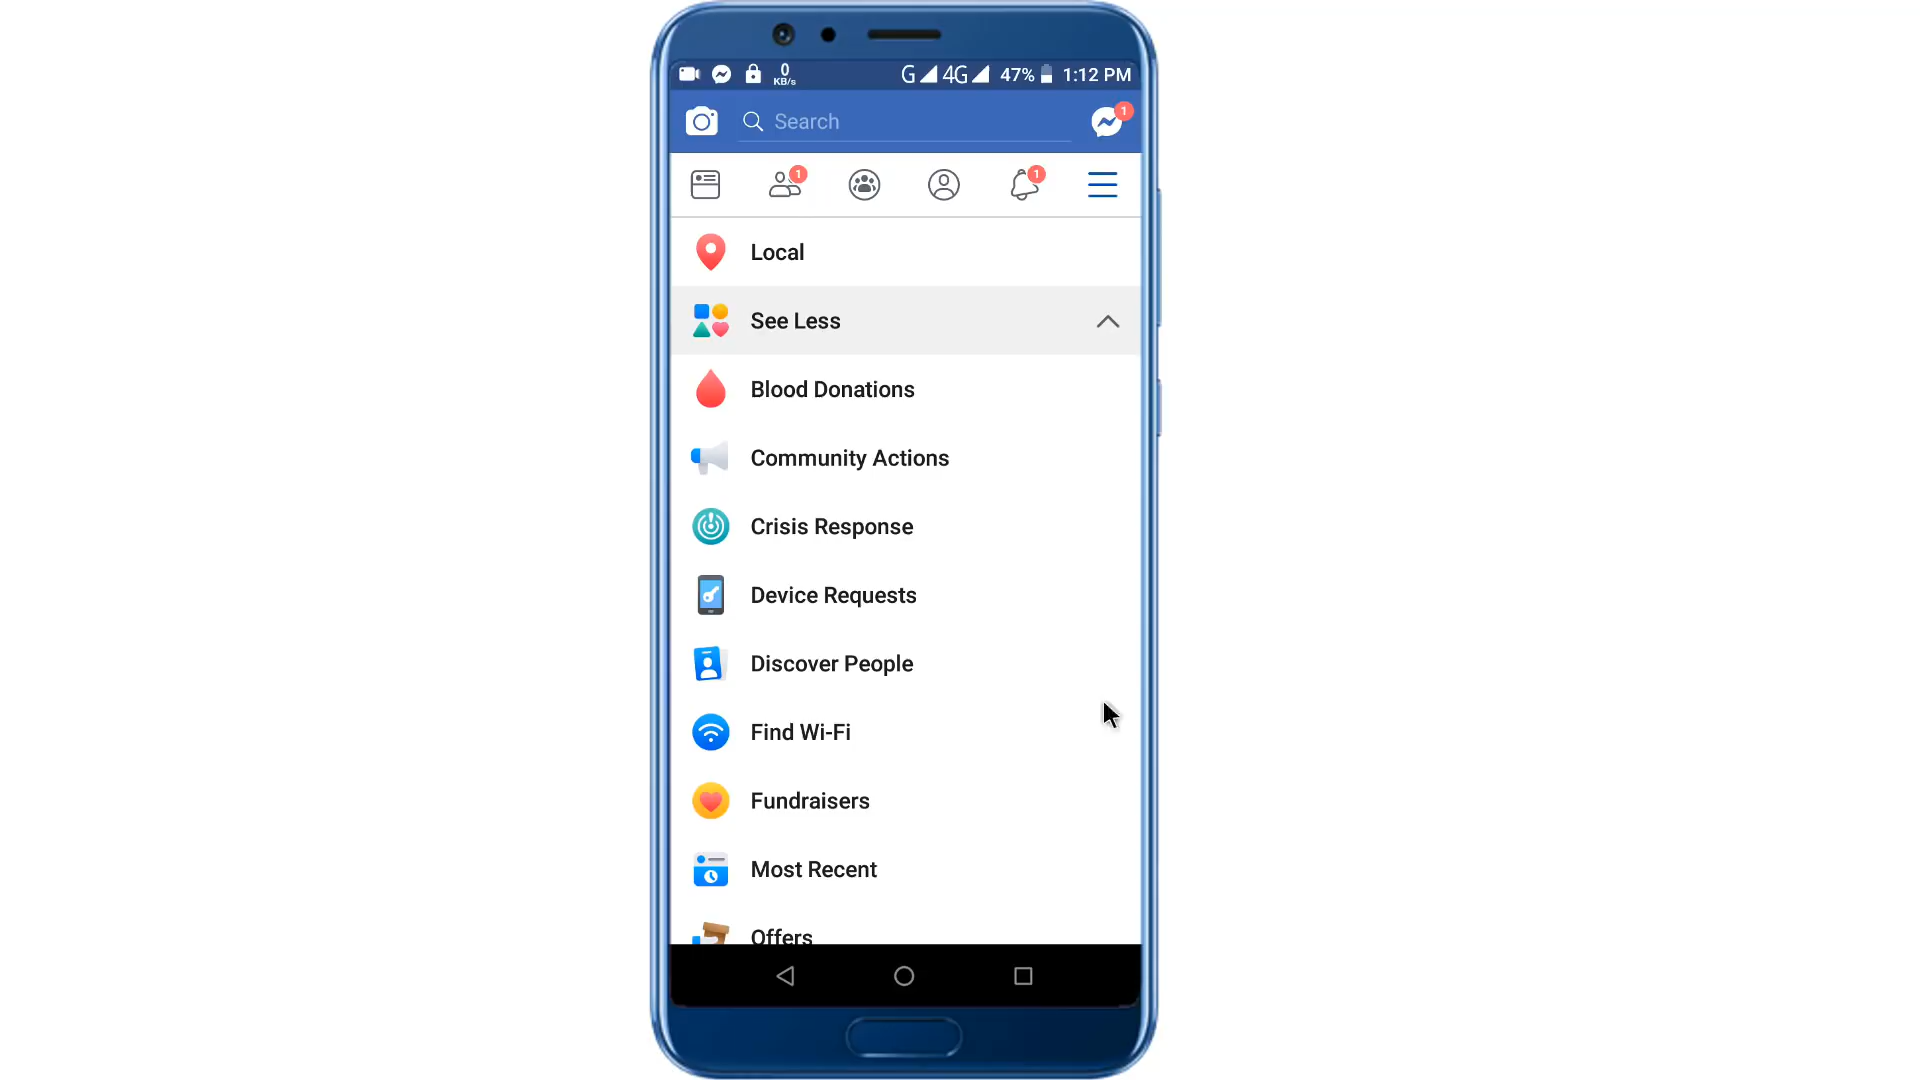 0
KB/s
G 4G 47% 1:12 PM
Search
1
1
1
Local
See Less
Blood Donations
Community Actions
Crisis Response
Device Requests
Discover People
Find Wi-Fi
Fundraisers
Most Recent
Offers